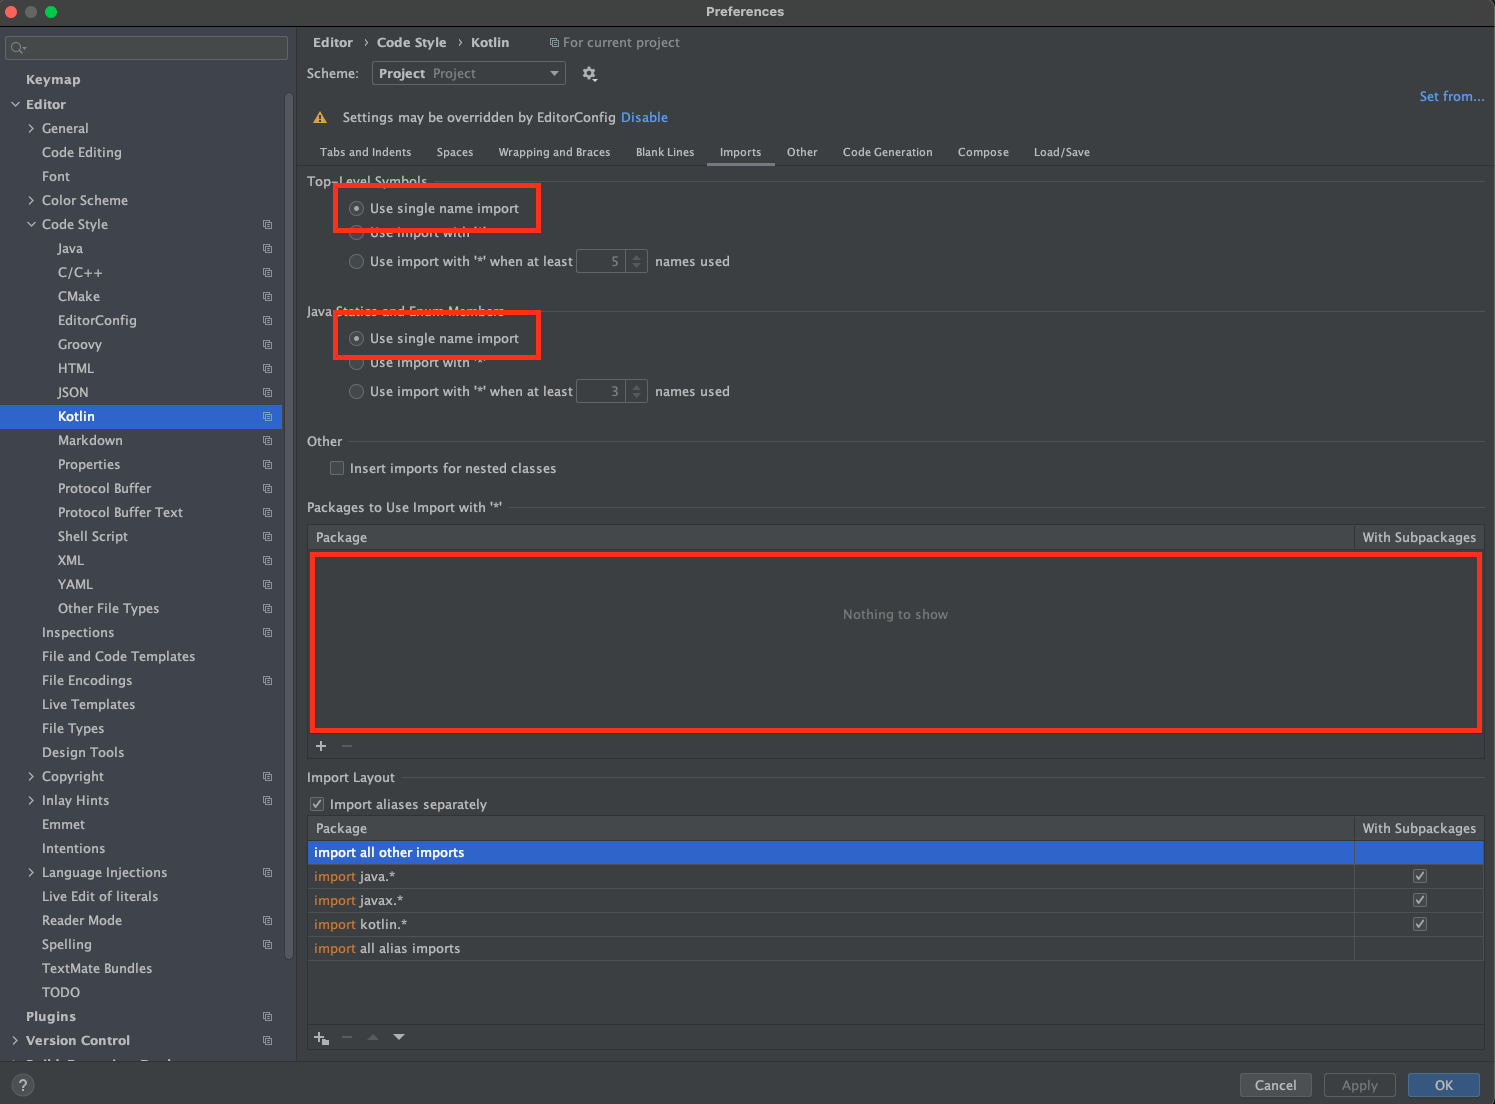 Preferences
Keymap
Editor
General
Code Editing
Font
Color Scheme
Code Style
Java
C/C++
CMake
EditorConfig
Groovy
HTML
JSON
Kotlin
Markdown
Properties
Protocol Buffer
Protocol Buffer Text
Shell Script
XML
YAML
Other File Types
Inspections
File and Code Templates
File Encodings
Live Templates
File Types
Design Tools
Copyright
Inlay Hints
Emmet
Intentions
Language Injections
Live Edit of literals
Reader Mode
Spelling
TextMate Bundles
TODO
Plugins
Version Control
Editor › Code Style › Kotlin For current project
Scheme: Project Project
Set from...
Settings may be overridden by EditorConfig Disable
Tabs and Indents Spaces Wrapping and Braces Blank Lines Imports Other Code Generation Compose Load/Save
Top-Level Symbols
Use single name import
Use import with '*'
Use import with '*' when at least 5 names used
Java Statics and Enum Members
Use single name import
Use import with '*'
Use import with '*' when at least 3 names used
Other
Insert imports for nested classes
Packages to Use Import with '*'
Package With Subpackages
Nothing to show
Import Layout
Import aliases separately
Package With Subpackages
import all other imports
import java.*
import javax.*
import kotlin.*
import all alias imports
? Cancel Apply OK